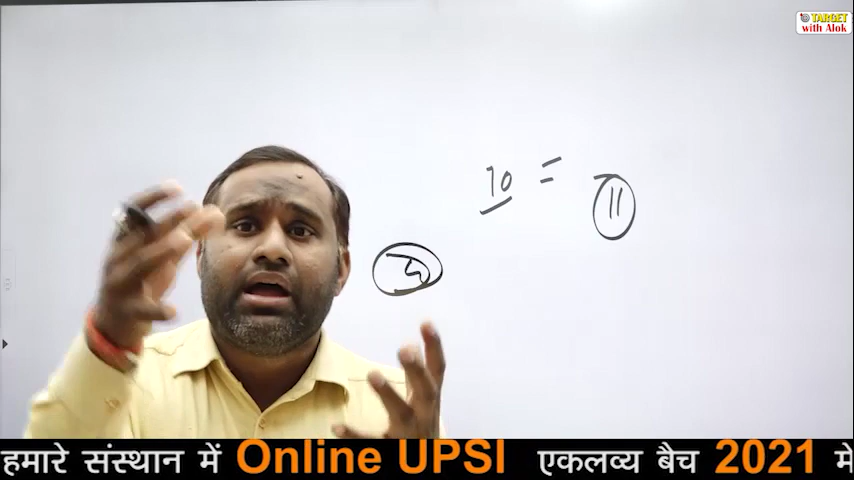 TARGET
with Alok
10 =
11
हमारे संस्थान में Online UPSI एकलव्य बैच 2021 मे